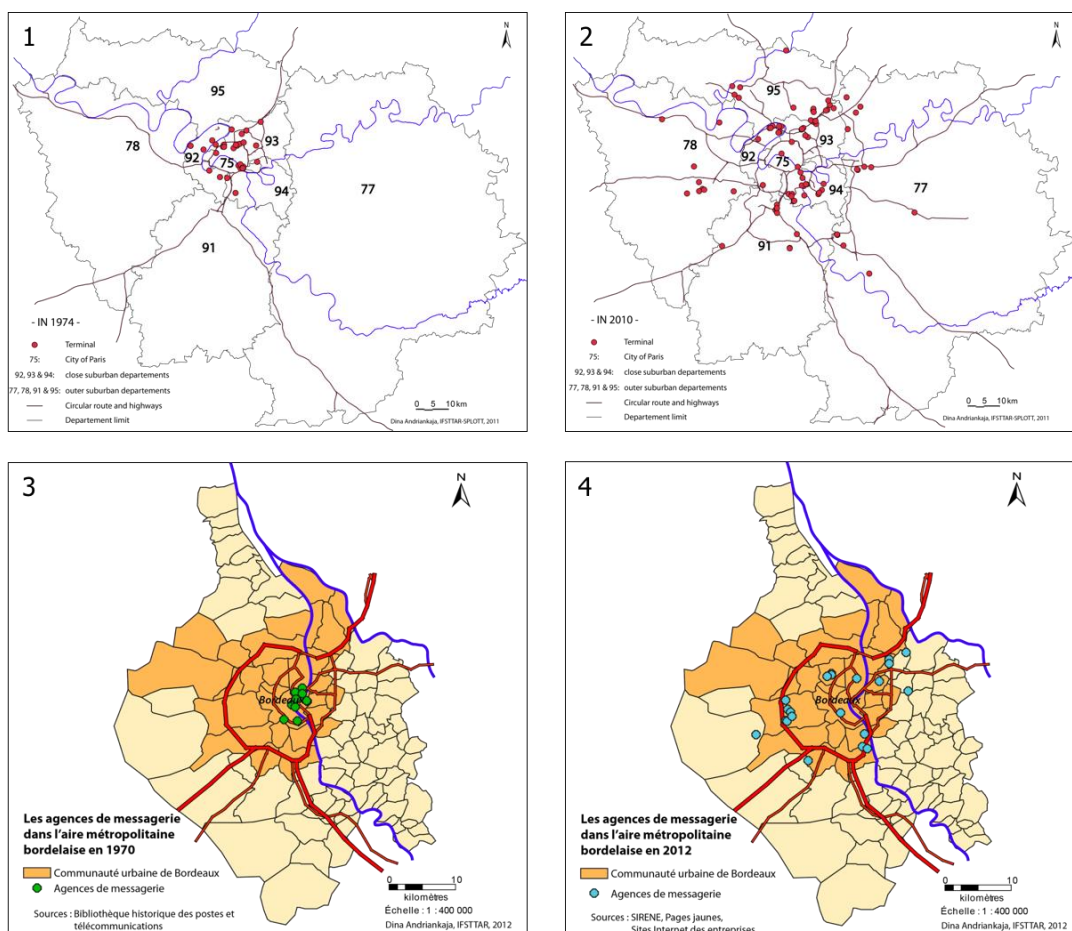 1
N
95
78
93
92
75
94
77
91
- IN 1974 -
Terminal
75: City of Paris
92, 93 & 94: close suburban departements
77, 78, 91 & 95: outer suburban departements
Circular route and highways
Departement limit
0 5 10 km
Dina Andriankaja, IFSTTAR-SPLOTT, 2011
2
N
95
78
93
92
75
94
77
91
- IN 2010 -
Terminal
75: City of Paris
92, 93 & 94: close suburban departements
77, 78, 91 & 95: outer suburban departements
Circular route and highways
Departement limit
0 5 10 km
Dina Andriankaja, IFSTTAR-SPLOTT, 2011
3
N
Bordeaux
Les agences de messagerie
dans l'aire métropolitaine
bordelaise en 1970
Communauté urbaine de Bordeaux
Agences de messagerie
Sources : Bibliothèque historique des postes et
télécommunications
0 10
kilomètres
Échelle : 1 : 400 000
Dina Andriankaja, IFSTTAR, 2012
4
N
Bordeaux
Les agences de messagerie
dans l'aire métropolitaine
bordelaise en 2012
Communauté urbaine de Bordeaux
Agences de messagerie
Sources : SIRENE, Pages jaunes,
Sites Internet des entreprises
0 10
kilomètres
Échelle : 1 : 400 000
Dina Andriankaja, IFSTTAR, 2012